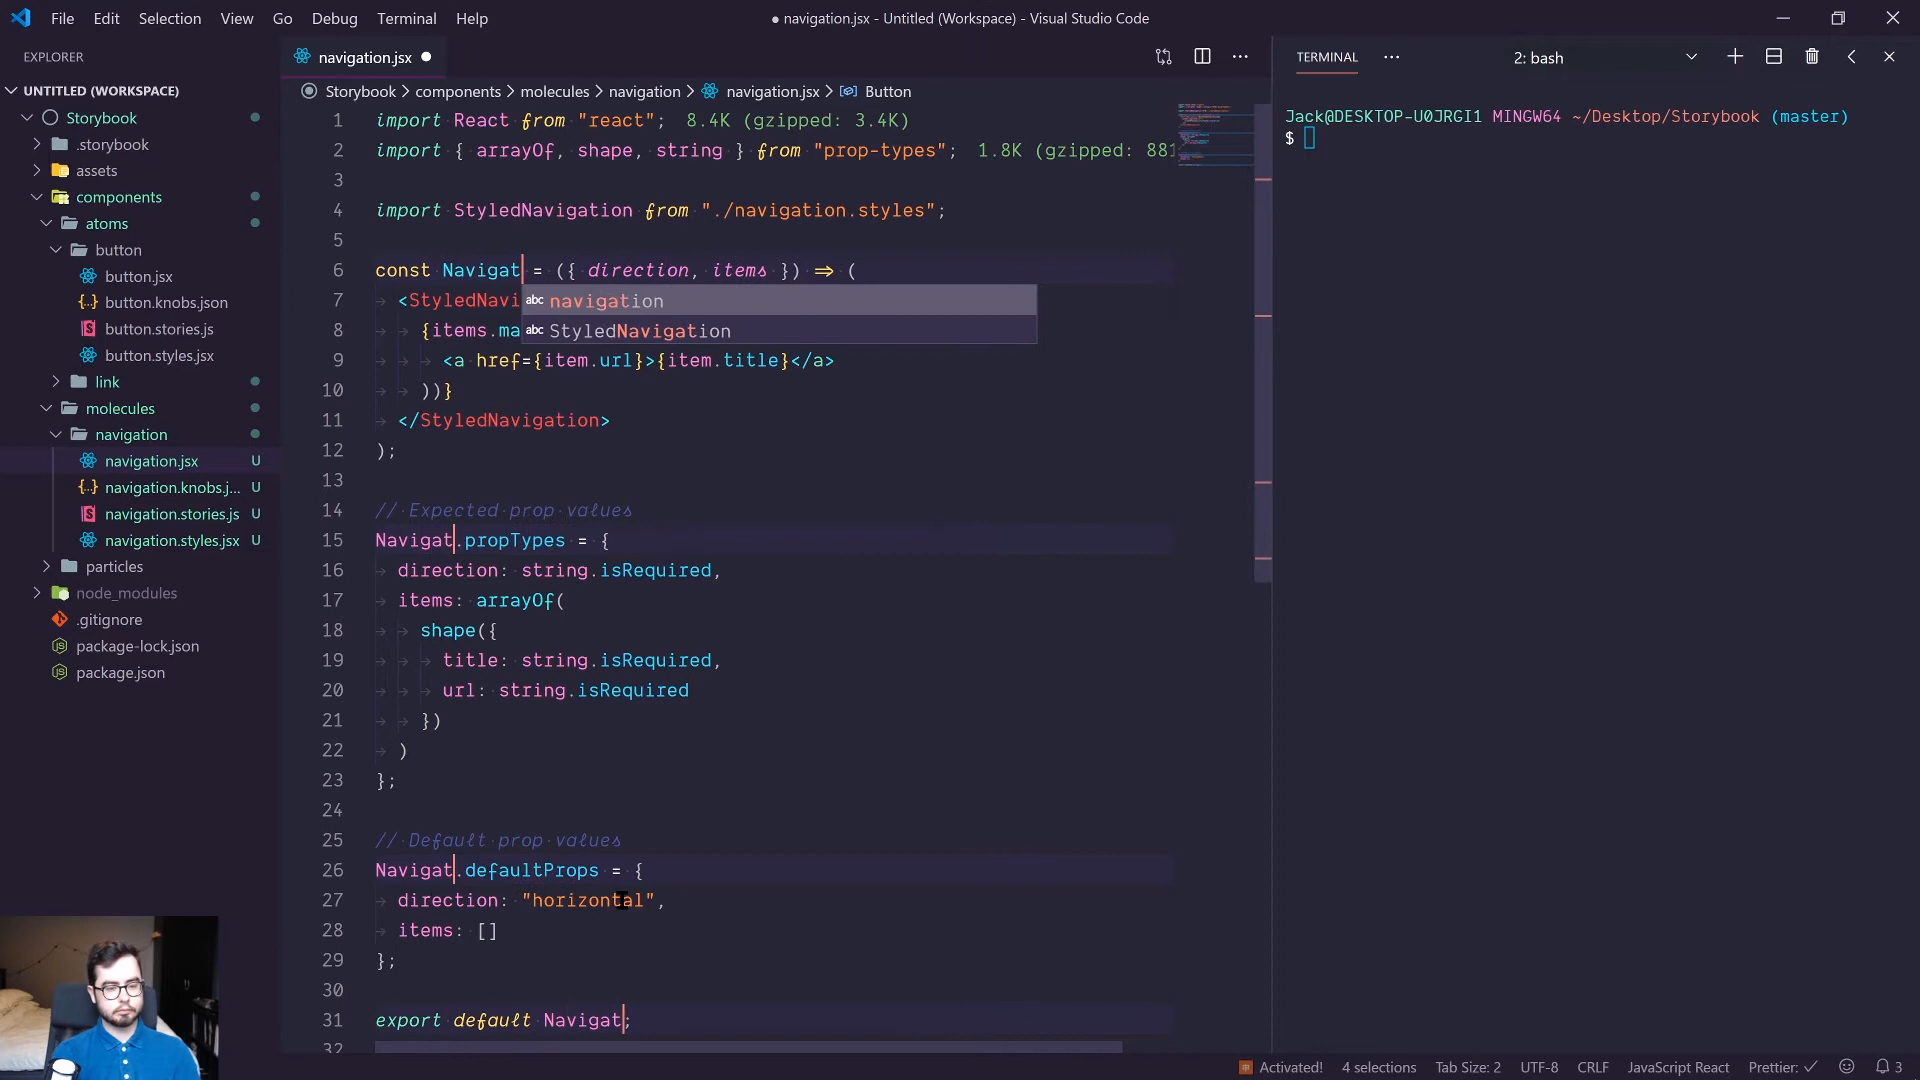 File Edit Selection View Go Debug Terminal Help
● navigation.jsx - Untitled (Workspace) - Visual Studio Code
EXPLORER
UNTITLED (WORKSPACE)
Storybook
.storybook
assets
components
atoms
button
button.jsx
button.knobs.json
button.stories.js
button.styles.jsx
link
molecules
navigation
navigation.jsx U
navigation.knobs.j... U
navigation.stories.js U
navigation.styles.jsx U
particles
node_modules
.gitignore
package-lock.json
package.json
navigation.jsx ●
Storybook > components > molecules > navigation > navigation.jsx > Button
1 import React from "react"; 8.4K (gzipped: 3.4K)
2 import { arrayOf, shape, string } from "prop-types"; 1.8K (gzipped: 881
3
4 import StyledNavigation from "./navigation.styles";
5
6 const Navigat = ({ direction, items }) => (
7 <StyledNavi
8 {items.ma
abc navigation
abc StyledNavigation
9 <a href={item.url}>{item.title}</a>
10 ))}
11 </StyledNavigation>
12 );
13
14 // Expected prop values
15 Navigat.propTypes = {
16 direction: string.isRequired,
17 items: arrayOf(
18 shape({
19 title: string.isRequired,
20 url: string.isRequired
21 })
22 )
23 };
24
25 // Default prop values
26 Navigat.defaultProps = {
27 direction: "horizontal",
28 items: []
29 };
30
31 export default Navigat;
32
TERMINAL ··· 2: bash
Jack@DESKTOP-U0JRGI1 MINGW64 ~/Desktop/Storybook (master)
$
Activated! 4 selections Tab Size: 2 UTF-8 CRLF JavaScript React Prettier: ✓ 3